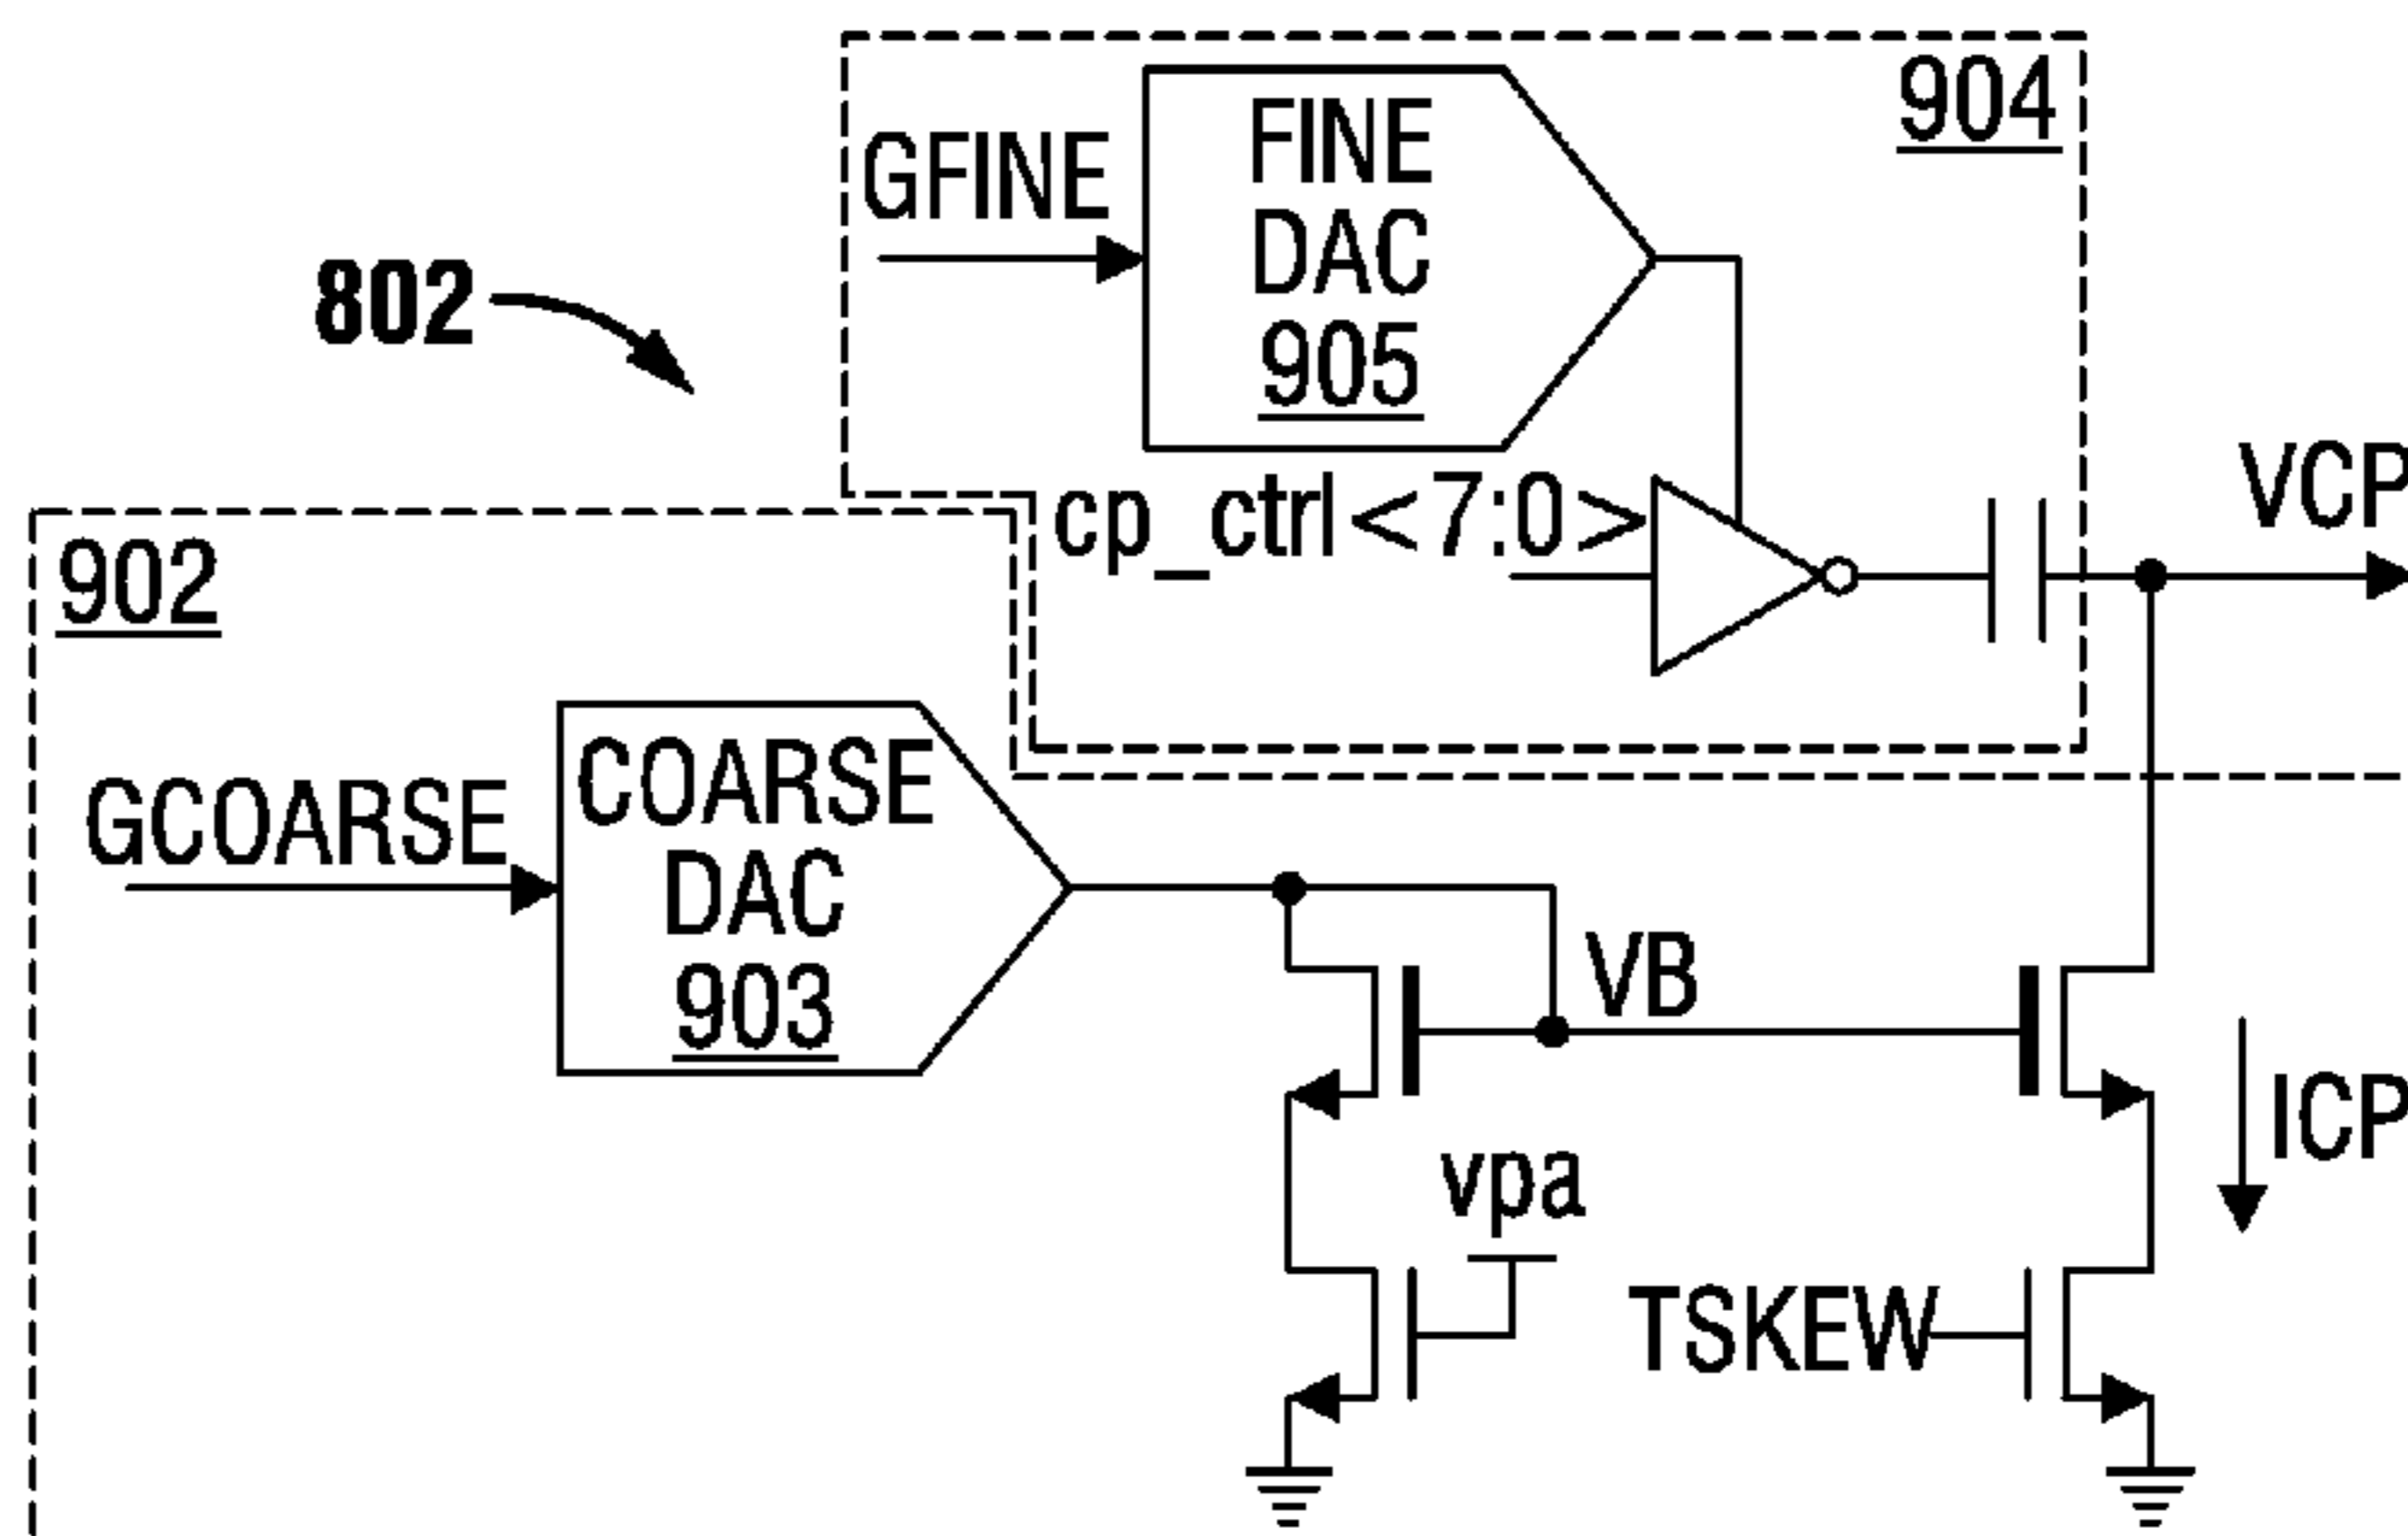 904
GFINE
FINE
DAC
905
802
cp_ctrl<7:0>
VCP
902
GCOARSE
COARSE
DAC
903
VB
ICP
vpa
TSKEW